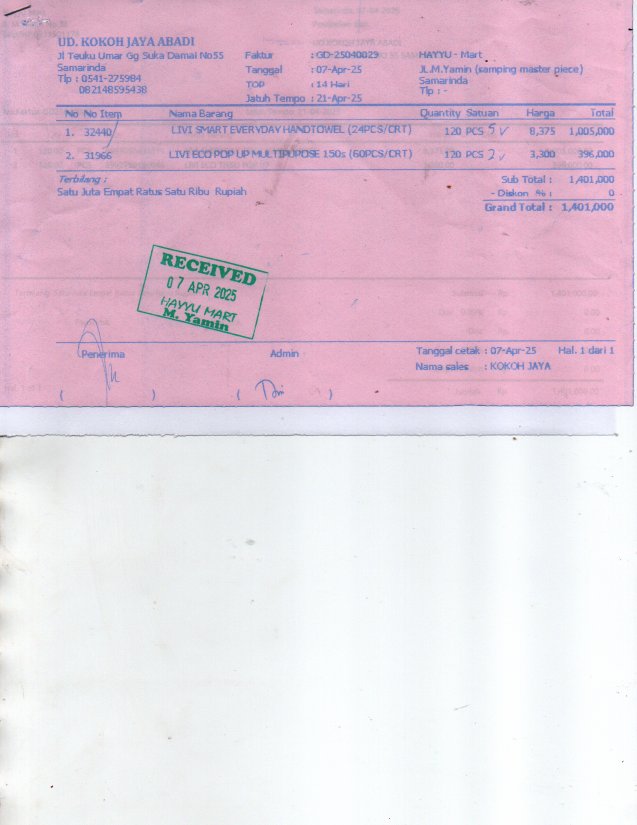 UD. KOKOH JAYA ABADI
Jl Teuku Umar Gg Suka Damai No55
Samarinda
Tlp : 0541-275984
082148595438
Faktur : GD-25040029
Tanggal : 07-Apr-25
TOP : 14 Hari
Jatuh Tempo : 21-Apr-25
HAYYU - Mart
JL.M.Yamin (samping master piece)
Samarinda
Tlp : -
No No Item Nama Barang Quantity Satuan Harga Total
1. 32440 LIVI SMART EVERYDAY HANDTOWEL (24PCS/CRT) 120 PCS 5 8,375 1,005,000
2. 31966 LIVI ECO POP UP MULTIPUPOSE 150s (60PCS/CRT) 120 PCS 2 3,300 396,000
Terbilang :
Satu Juta Empat Ratus Satu Ribu Rupiah
Sub Total : 1,401,000
- Diskon % : 0
Grand Total : 1,401,000
RECEIVED
07 APR 2025
HAYYU MART
M. Yamin
Penerima Admin
Tanggal cetak : 07-Apr-25 Hal. 1 dari 1
Nama sales : KOKOH JAYA
( ) ( )